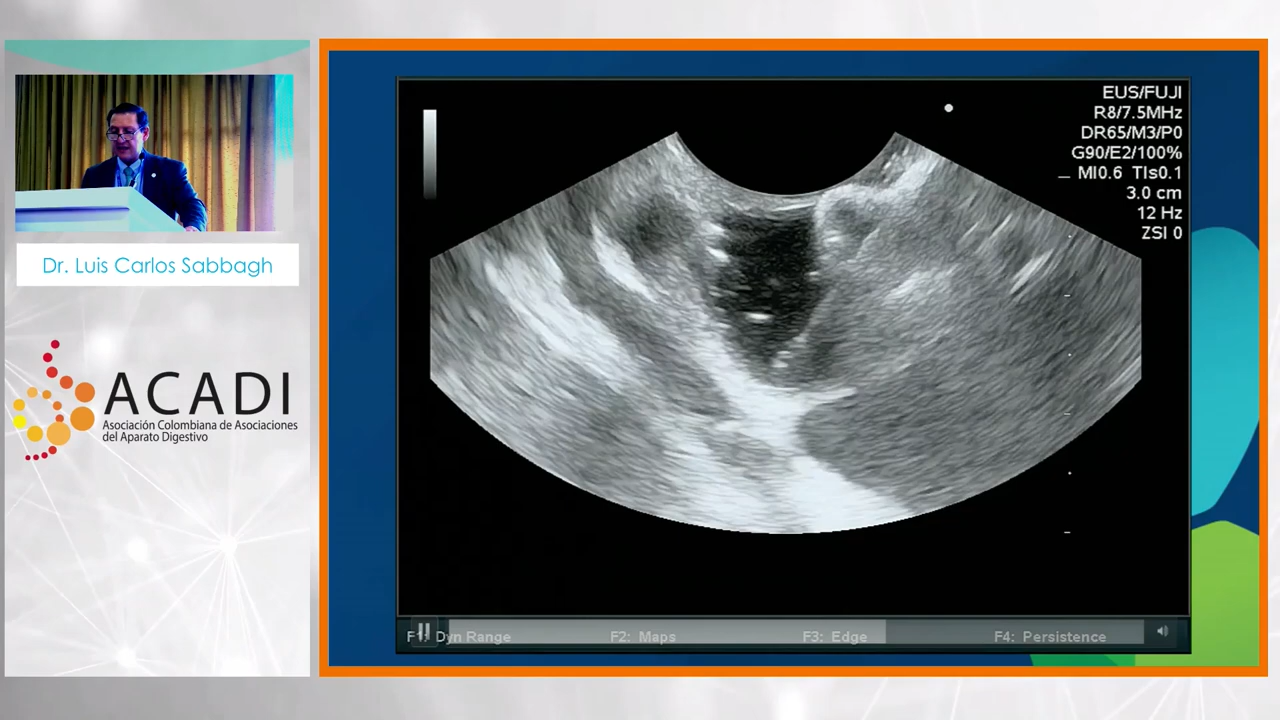 Dr. Luis Carlos Sabbagh
ACADI
Asociación Colombiana de Asociaciones
del Aparato Digestivo
EUS/FUJI
R8/7.5MHz
DR65/M3/P0
G90/E2/100%
MI0.6 TIs0.1
3.0 cm
12 Hz
ZSI 0
F1: Dyn Range
F2: Maps
F3: Edge
F4: Persistence